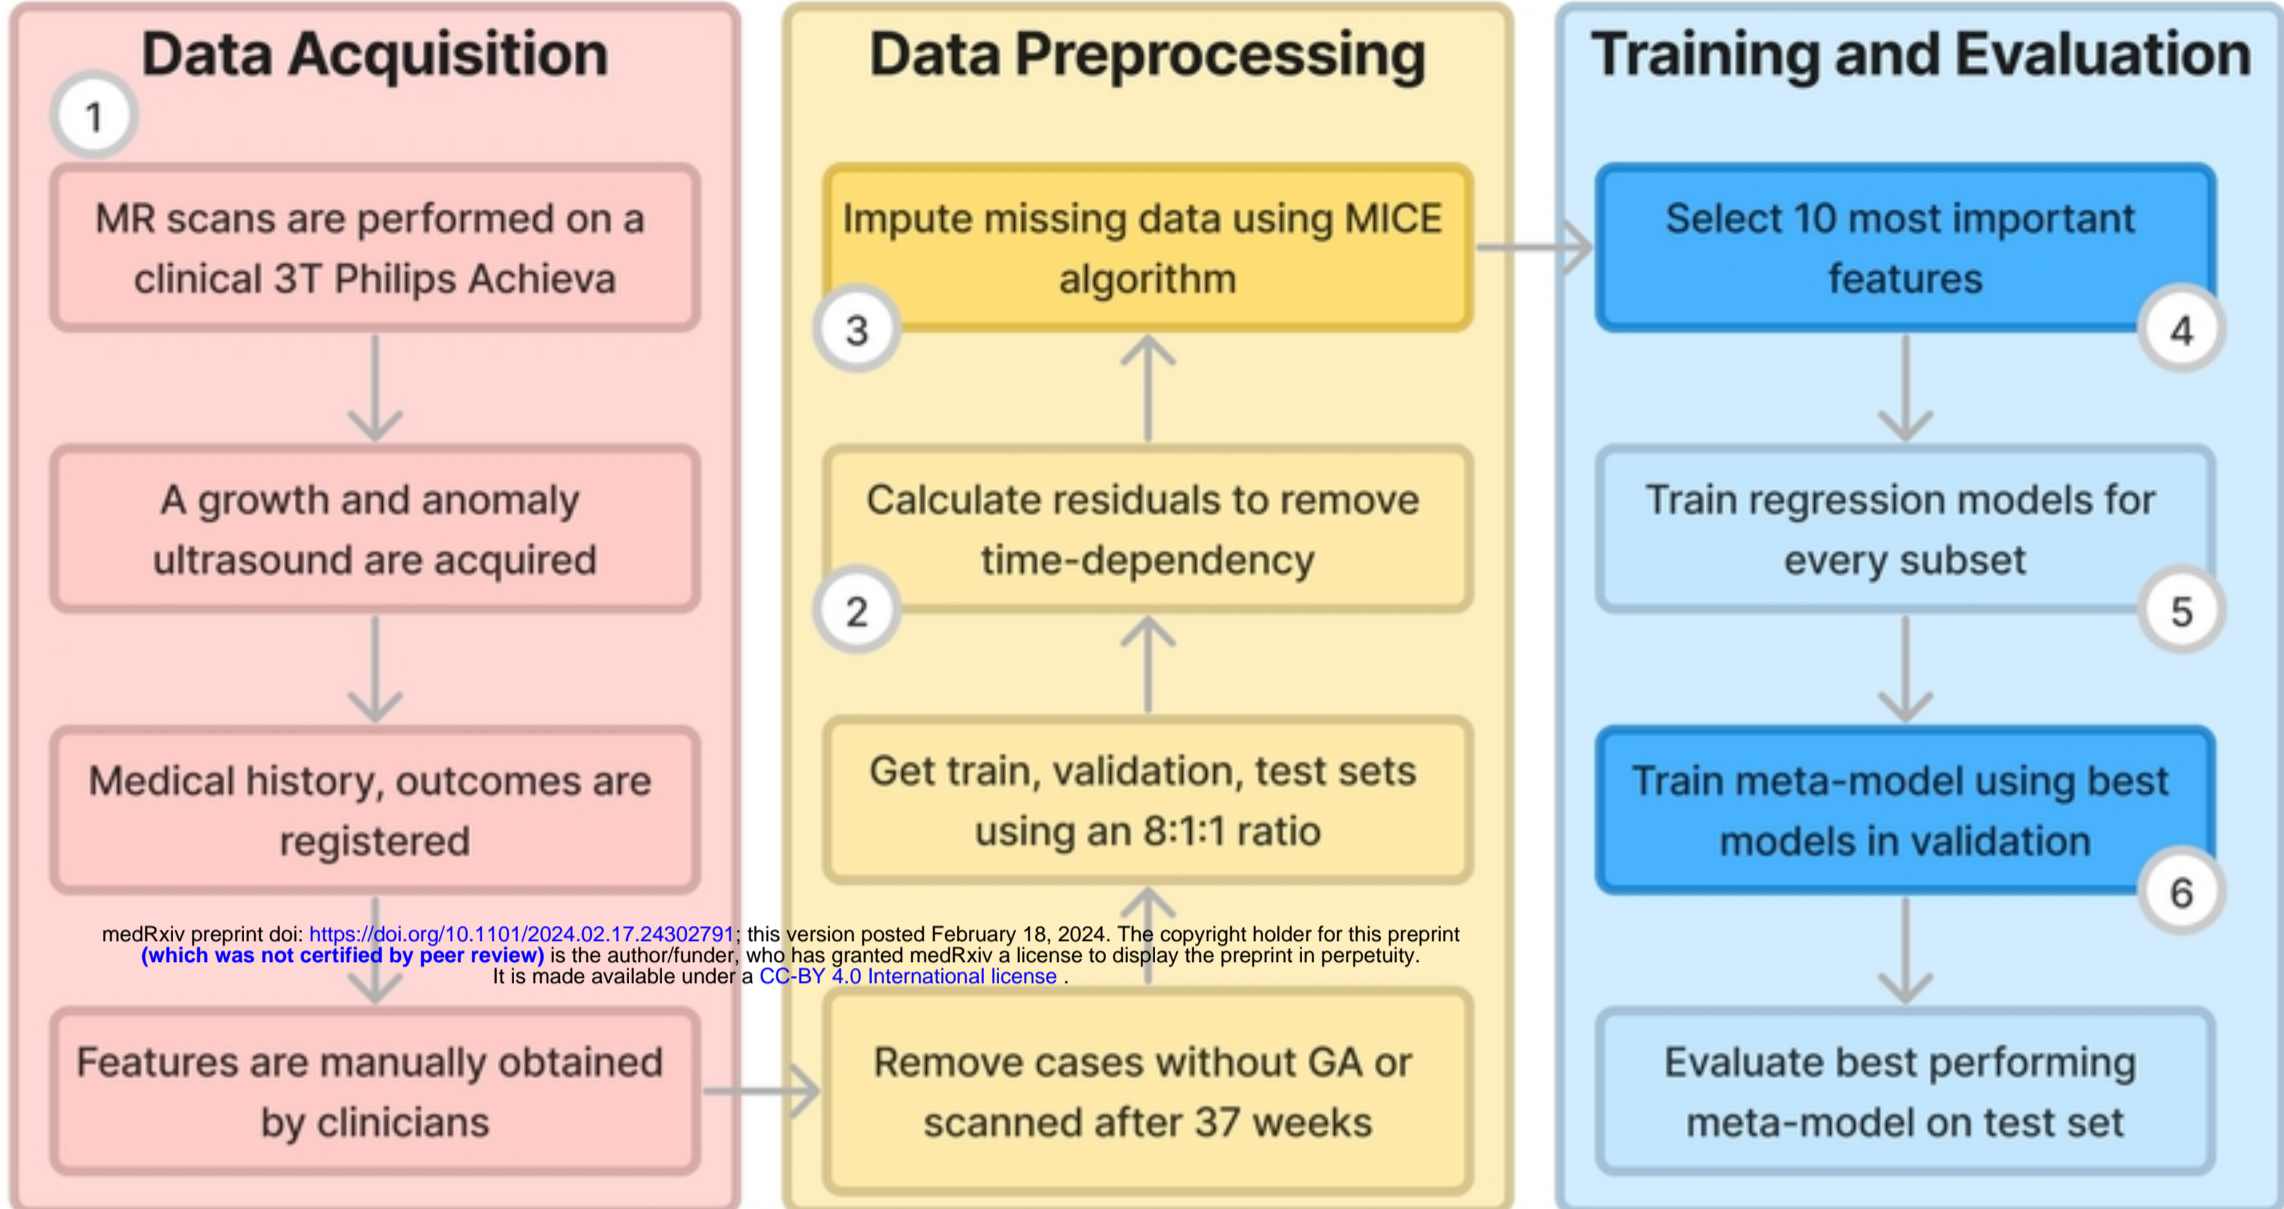 Data Acquisition
1
MR scans are performed on a
clinical 3T Philips Achieva
A growth and anomaly
ultrasound are acquired
Medical history, outcomes are
registered
Features are manually obtained
by clinicians
Data Preprocessing
Impute missing data using MICE
algorithm
3
Calculate residuals to remove
time-dependency
2
Get train, validation, test sets
using an 8:1:1 ratio
Remove cases without GA or
scanned after 37 weeks
Training and Evaluation
Select 10 most important
features
4
Train regression models for
every subset
5
Train meta-model using best
models in validation
6
Evaluate best performing
meta-model on test set
medRxiv preprint doi: https://doi.org/10.1101/2024.02.17.24302791; this version posted February 18, 2024. The copyright holder for this preprint
(which was not certified by peer review) is the author/funder, who has granted medRxiv a license to display the preprint in perpetuity.
It is made available under a CC-BY 4.0 International license .